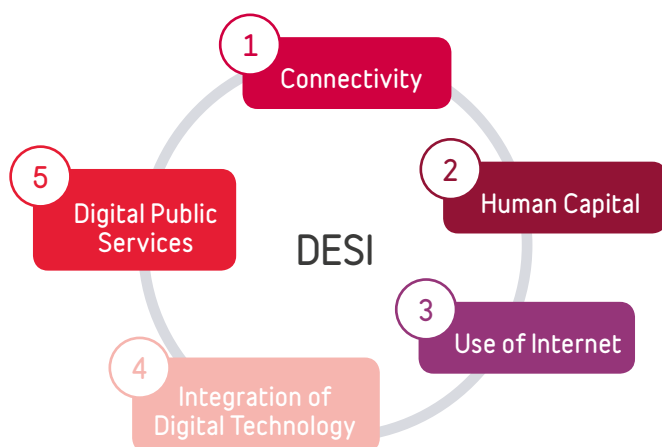 1
Connectivity
2
Human Capital
3
Use of Internet
4
Integration of
Digital Technology
5
Digital Public
Services
DESI